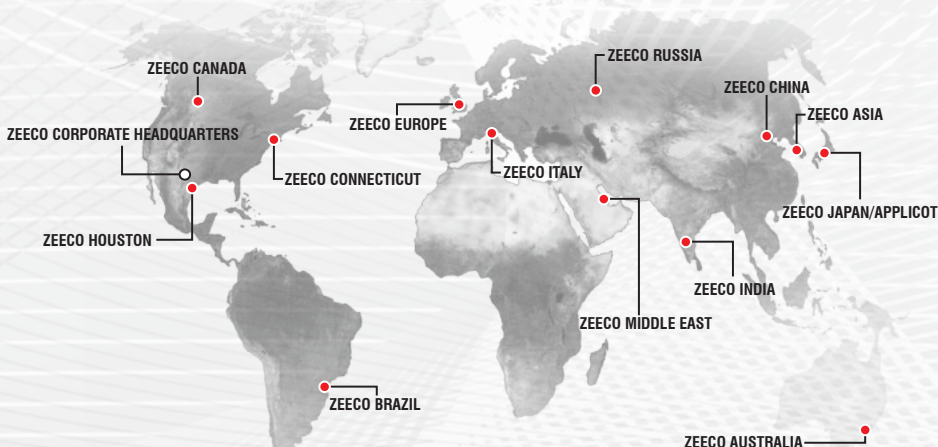 ZEECO RUSSIA
ZEECO CANADA
ZEECO CHINA
ZEECO ASIA
ZEECO EUROPE
ZEECO CORPORATE HEADQUARTERS
ZEECO ITALY
ZEECO CONNECTICUT
ZEECO JAPAN/APPLICOT
ZEECO HOUSTON
ZEECO INDIA
ZEECO MIDDLE EAST
ZEECO BRAZIL
ZEECO AUSTRALIA